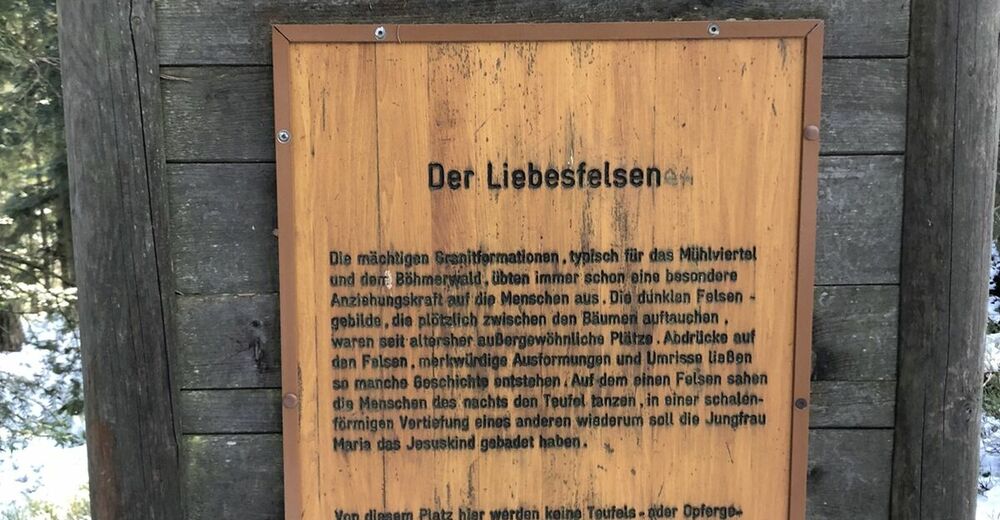 Der Liebesfelsen
Die mächtigen Granitformationen, typisch für das Mühlviertel
und dem Böhmerwald, übten immer schon eine besondere
Anziehungskraft auf die Menschen aus. Die dunklen Felsen-
gebilde, die plötzlich zwischen den Bäumen auftauchen,
waren seit altersher außergewöhnliche Plätze. Abdrücke auf
den Felsen, merkwürdige Ausformungen und Umrisse ließen
so manche Geschichte entstehen. Auf dem einen Felsen sahen
die Menschen des nachts den Teufel tanzen, in einer schalen-
förmigen Vertiefung eines anderen wiederum soll die Jungfrau
Maria das Jesuskind gebadet haben.
Von diesem Platz hier werden keine Teufels- oder Opferge-